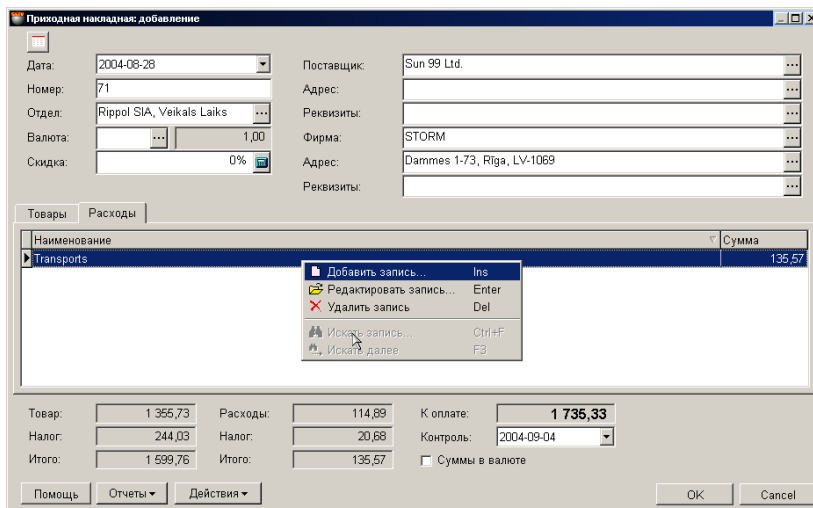 Приходная накладная: добавление
Дата: 2004-08-28 Поставщик: Sun 99 Ltd. ...
Номер: 71 Адрес: ...
Отдел: Rippol SIA, Veikals Laiks ... Реквизиты: ...
Валюта: ... 1,00 Фирма: STORM ...
Скидка: 0% Адрес: Dammes 1-73, Rīga, LV-1069 ...
Реквизиты: ...
Товары Расходы
Наименование Сумма
Transports 135,57
Добавить запись... Ins
Редактировать запись... Enter
Удалить запись Del
Искать запись... Ctrl+F
Искать далее F3
Товар: 1 355,73 Расходы: 114,89 К оплате: 1 735,33
Налог: 244,03 Налог: 20,68 Контроль: 2004-09-04
Итого: 1 599,76 Итого: 135,57 Суммы в валюте
Помощь Отчеты Действия OK Cancel